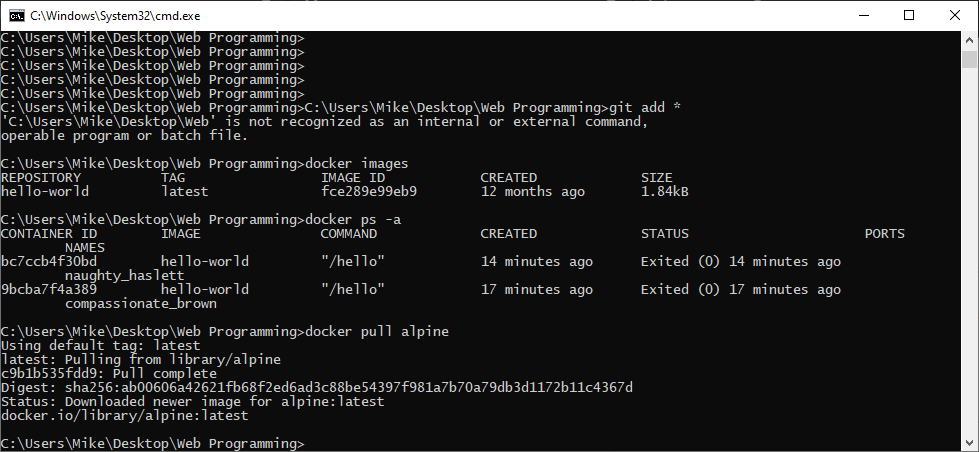 C:\Windows\System32\cmd.exe
C:\Users\Mike\Desktop\Web Programming>
C:\Users\Mike\Desktop\Web Programming>
C:\Users\Mike\Desktop\Web Programming>
C:\Users\Mike\Desktop\Web Programming>
C:\Users\Mike\Desktop\Web Programming>
C:\Users\Mike\Desktop\Web Programming>C:\Users\Mike\Desktop\Web Programming>git add *
'C:\Users\Mike\Desktop\Web' is not recognized as an internal or external command,
operable program or batch file.
C:\Users\Mike\Desktop\Web Programming>docker images
REPOSITORY          TAG                 IMAGE ID            CREATED             SIZE
hello-world         latest              fce289e99eb9        12 months ago       1.84kB
C:\Users\Mike\Desktop\Web Programming>docker ps -a
CONTAINER ID        IMAGE               COMMAND             CREATED             STATUS                      PORTS
        NAMES
bc7ccb4f30bd        hello-world         "/hello"            14 minutes ago      Exited (0) 14 minutes ago
        naughty_haslett
9bcba7f4a389        hello-world         "/hello"            17 minutes ago      Exited (0) 17 minutes ago
        compassionate_brown
C:\Users\Mike\Desktop\Web Programming>docker pull alpine
Using default tag: latest
latest: Pulling from library/alpine
c9b1b535fdd9: Pull complete
Digest: sha256:ab00606a42621fb68f2ed6ad3c88be54397f981a7b70a79db3d1172b11c4367d
Status: Downloaded newer image for alpine:latest
docker.io/library/alpine:latest
C:\Users\Mike\Desktop\Web Programming>